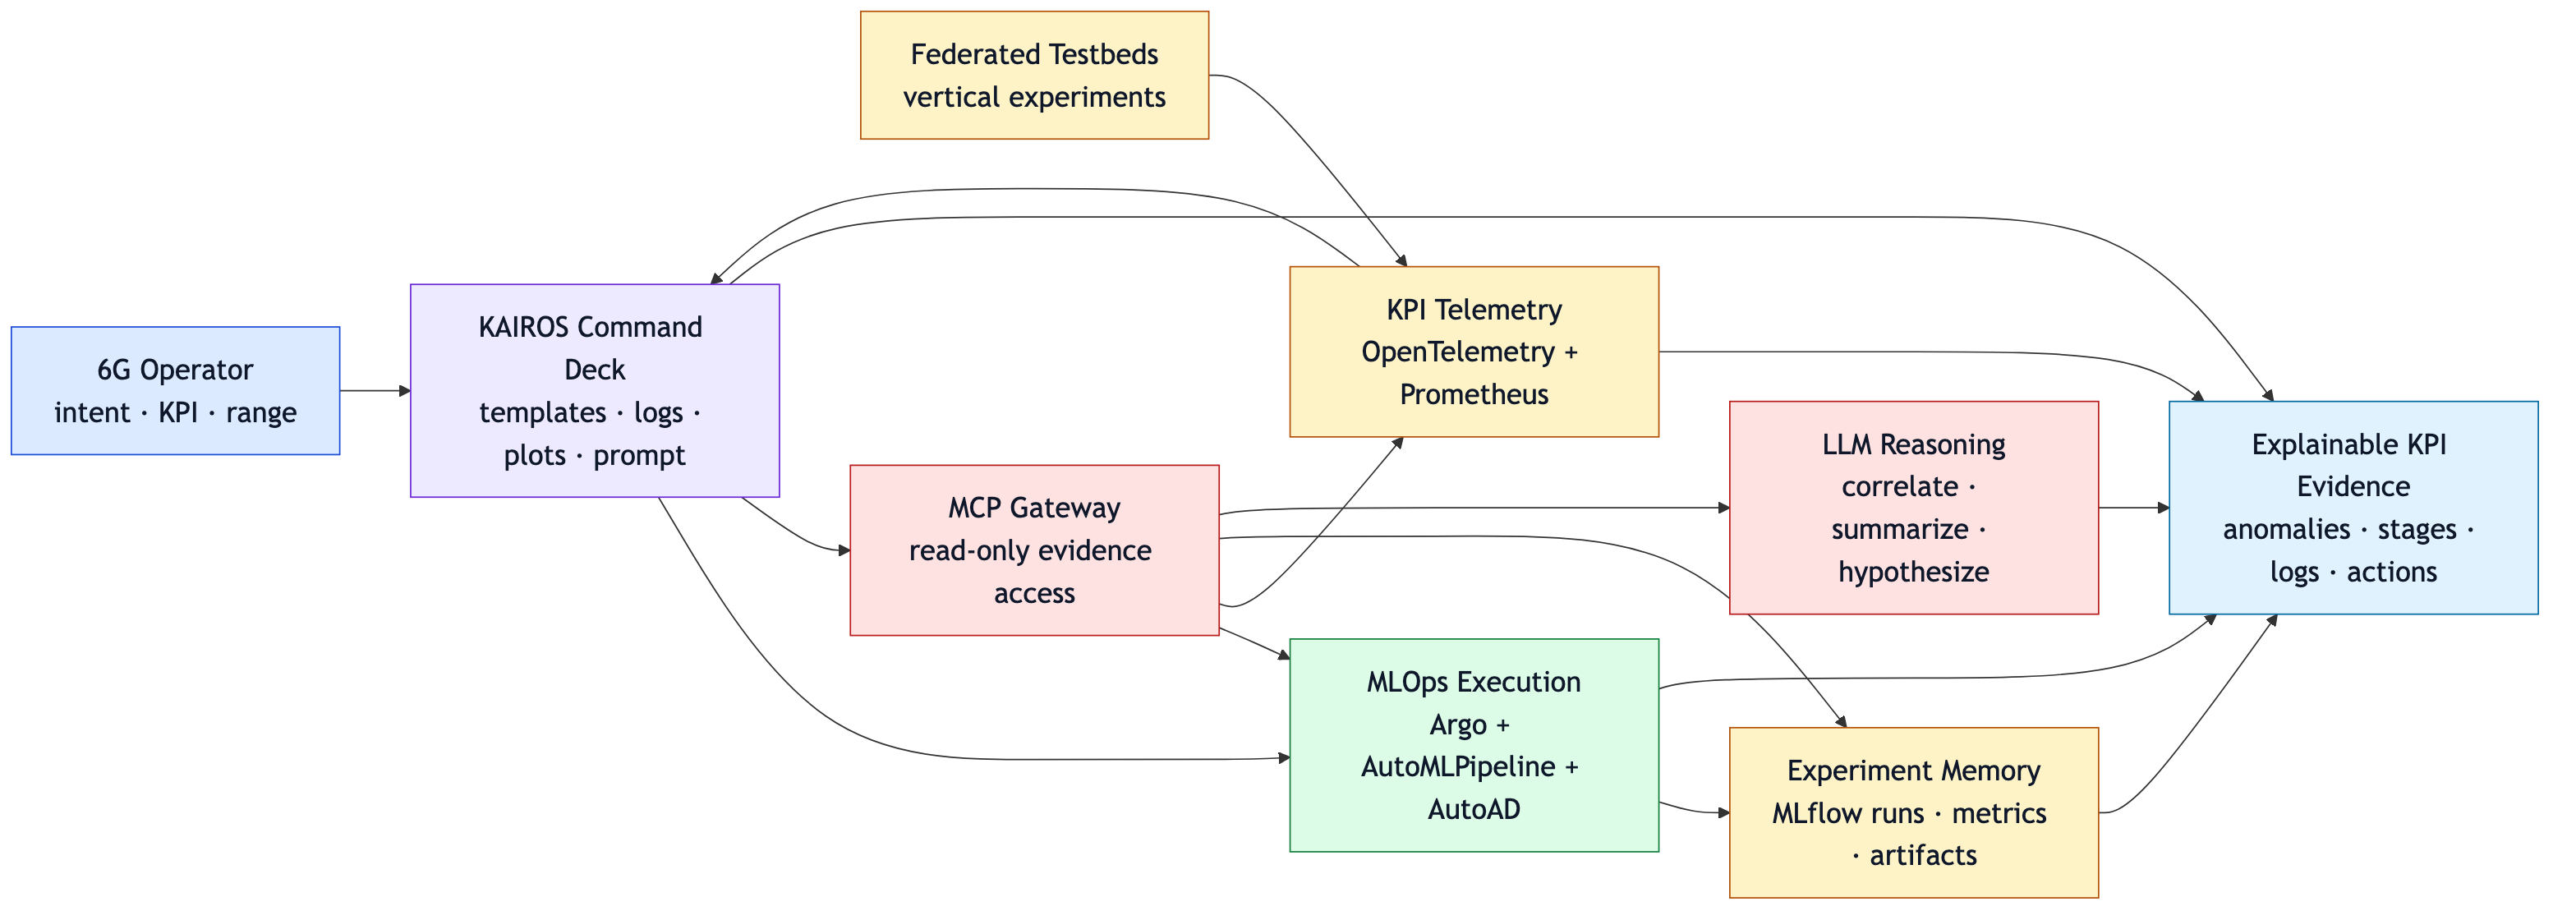 Federated Testbeds
vertical experiments
6G Operator
intent · KPI · range
KAIROS Command
Deck
templates · logs ·
plots · prompt
KPI Telemetry
OpenTelemetry +
Prometheus
MCP Gateway
read-only evidence
access
LLM Reasoning
correlate ·
summarize ·
hypothesize
Explainable KPI
Evidence
anomalies · stages ·
logs · actions
MLOps Execution
Argo +
AutoMLPipeline +
AutoAD
Experiment Memory
MLflow runs · metrics
· artifacts